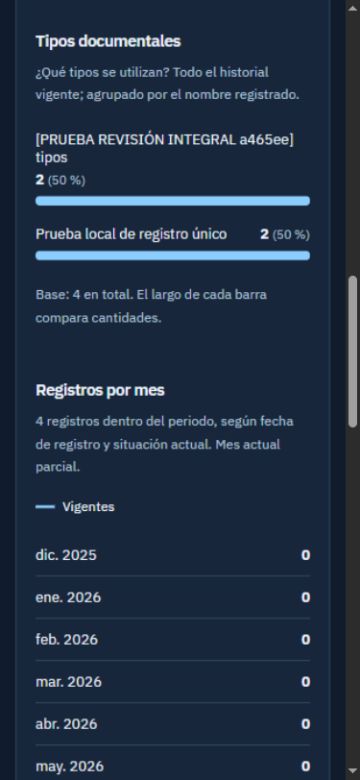 Tipos documentales
¿Qué tipos se utilizan? Todo el historial
vigente; agrupado por el nombre registrado.
[PRUEBA REVISIÓN INTEGRAL a465ee]
tipos
2 (50 %)
Prueba local de registro único 2 (50 %)
Base: 4 en total. El largo de cada barra
compara cantidades.
Registros por mes
4 registros dentro del periodo, según fecha
de registro y situación actual. Mes actual
parcial.
Vigentes
dic. 2025 0
ene. 2026 0
feb. 2026 0
mar. 2026 0
abr. 2026 0
may. 2026 0